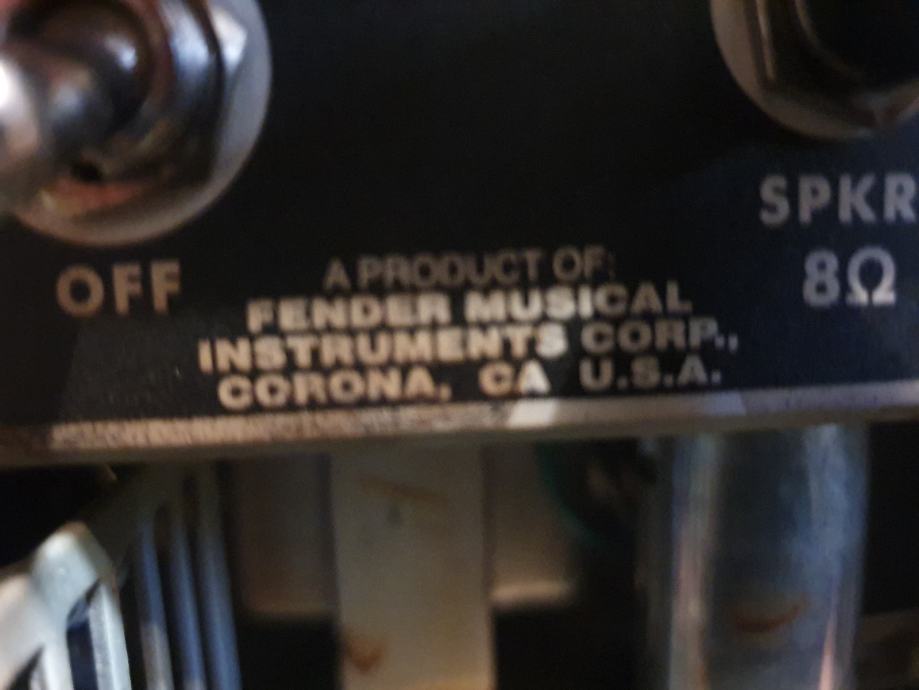 SPKR
8Ω
OFF
A PRODUCT OF:
FENDER MUSICAL
INSTRUMENTS CORP.,
CORONA, CA U.S.A.